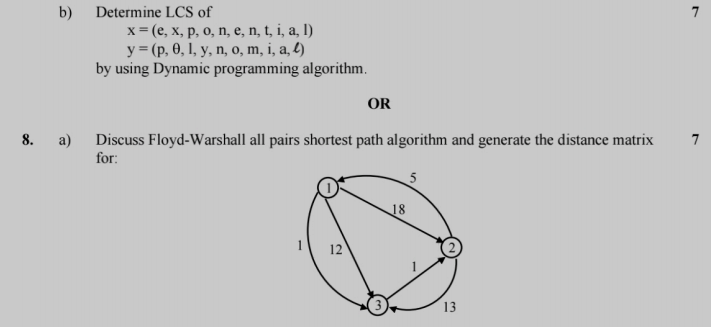 b) Determine LCS of 7
x = (e, x, p, o, n, e, n, t, i, a, l)
y = (p, θ, l, y, n, o, m, i, a, ℓ)
by using Dynamic programming algorithm.
OR
8. a) Discuss Floyd-Warshall all pairs shortest path algorithm and generate the distance matrix 7
for:
5
1
18
1
12
2
1
3
13